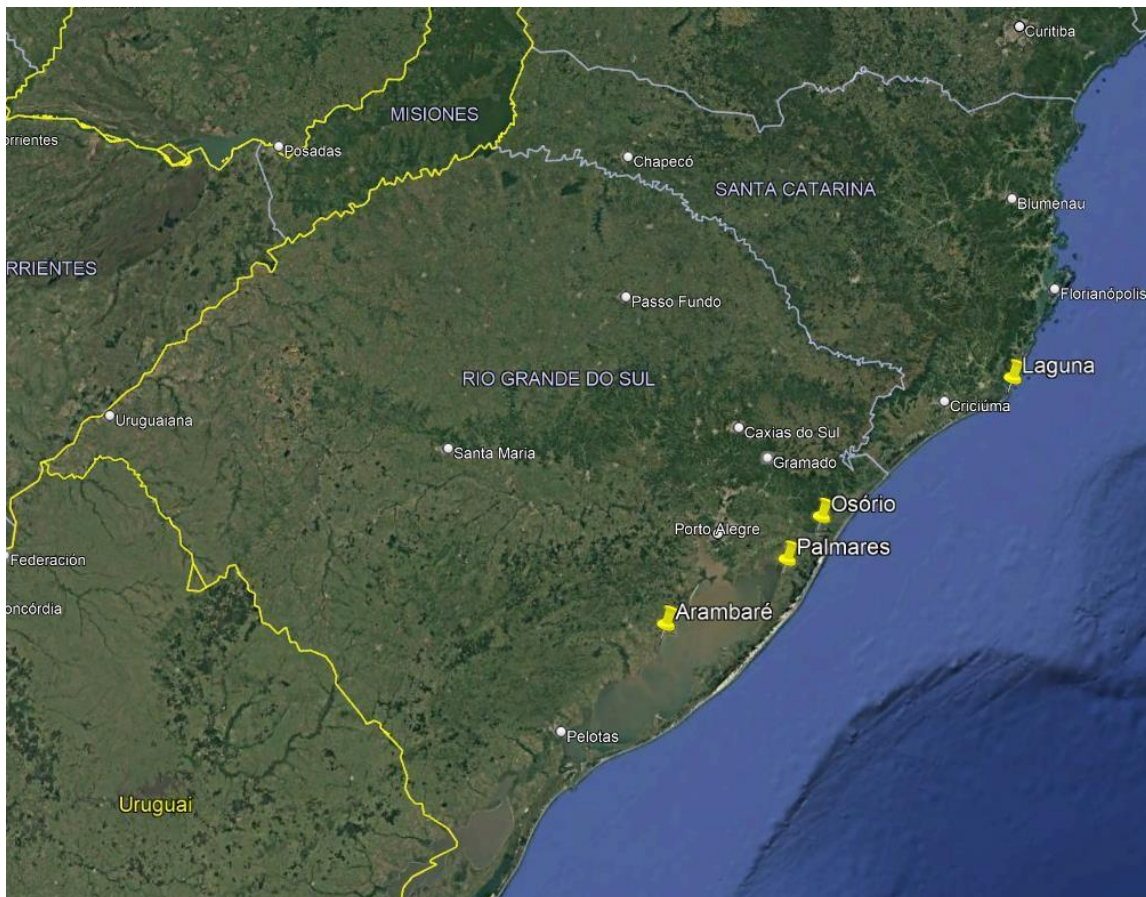 Curitiba
MISIONES
orrientes
Posadas
Chapecó
SANTA CATARINA
Blumenau
RRIENTES
Florianópolis
Passo Fundo
Laguna
RIO GRANDE DO SUL
Criciúma
Uruguaiana
Caxias do Sul
Santa Maria
Gramado
Osório
Porto Alegre
Palmares
Federación
oncórdia
Arambaré
Pelotas
Uruguai